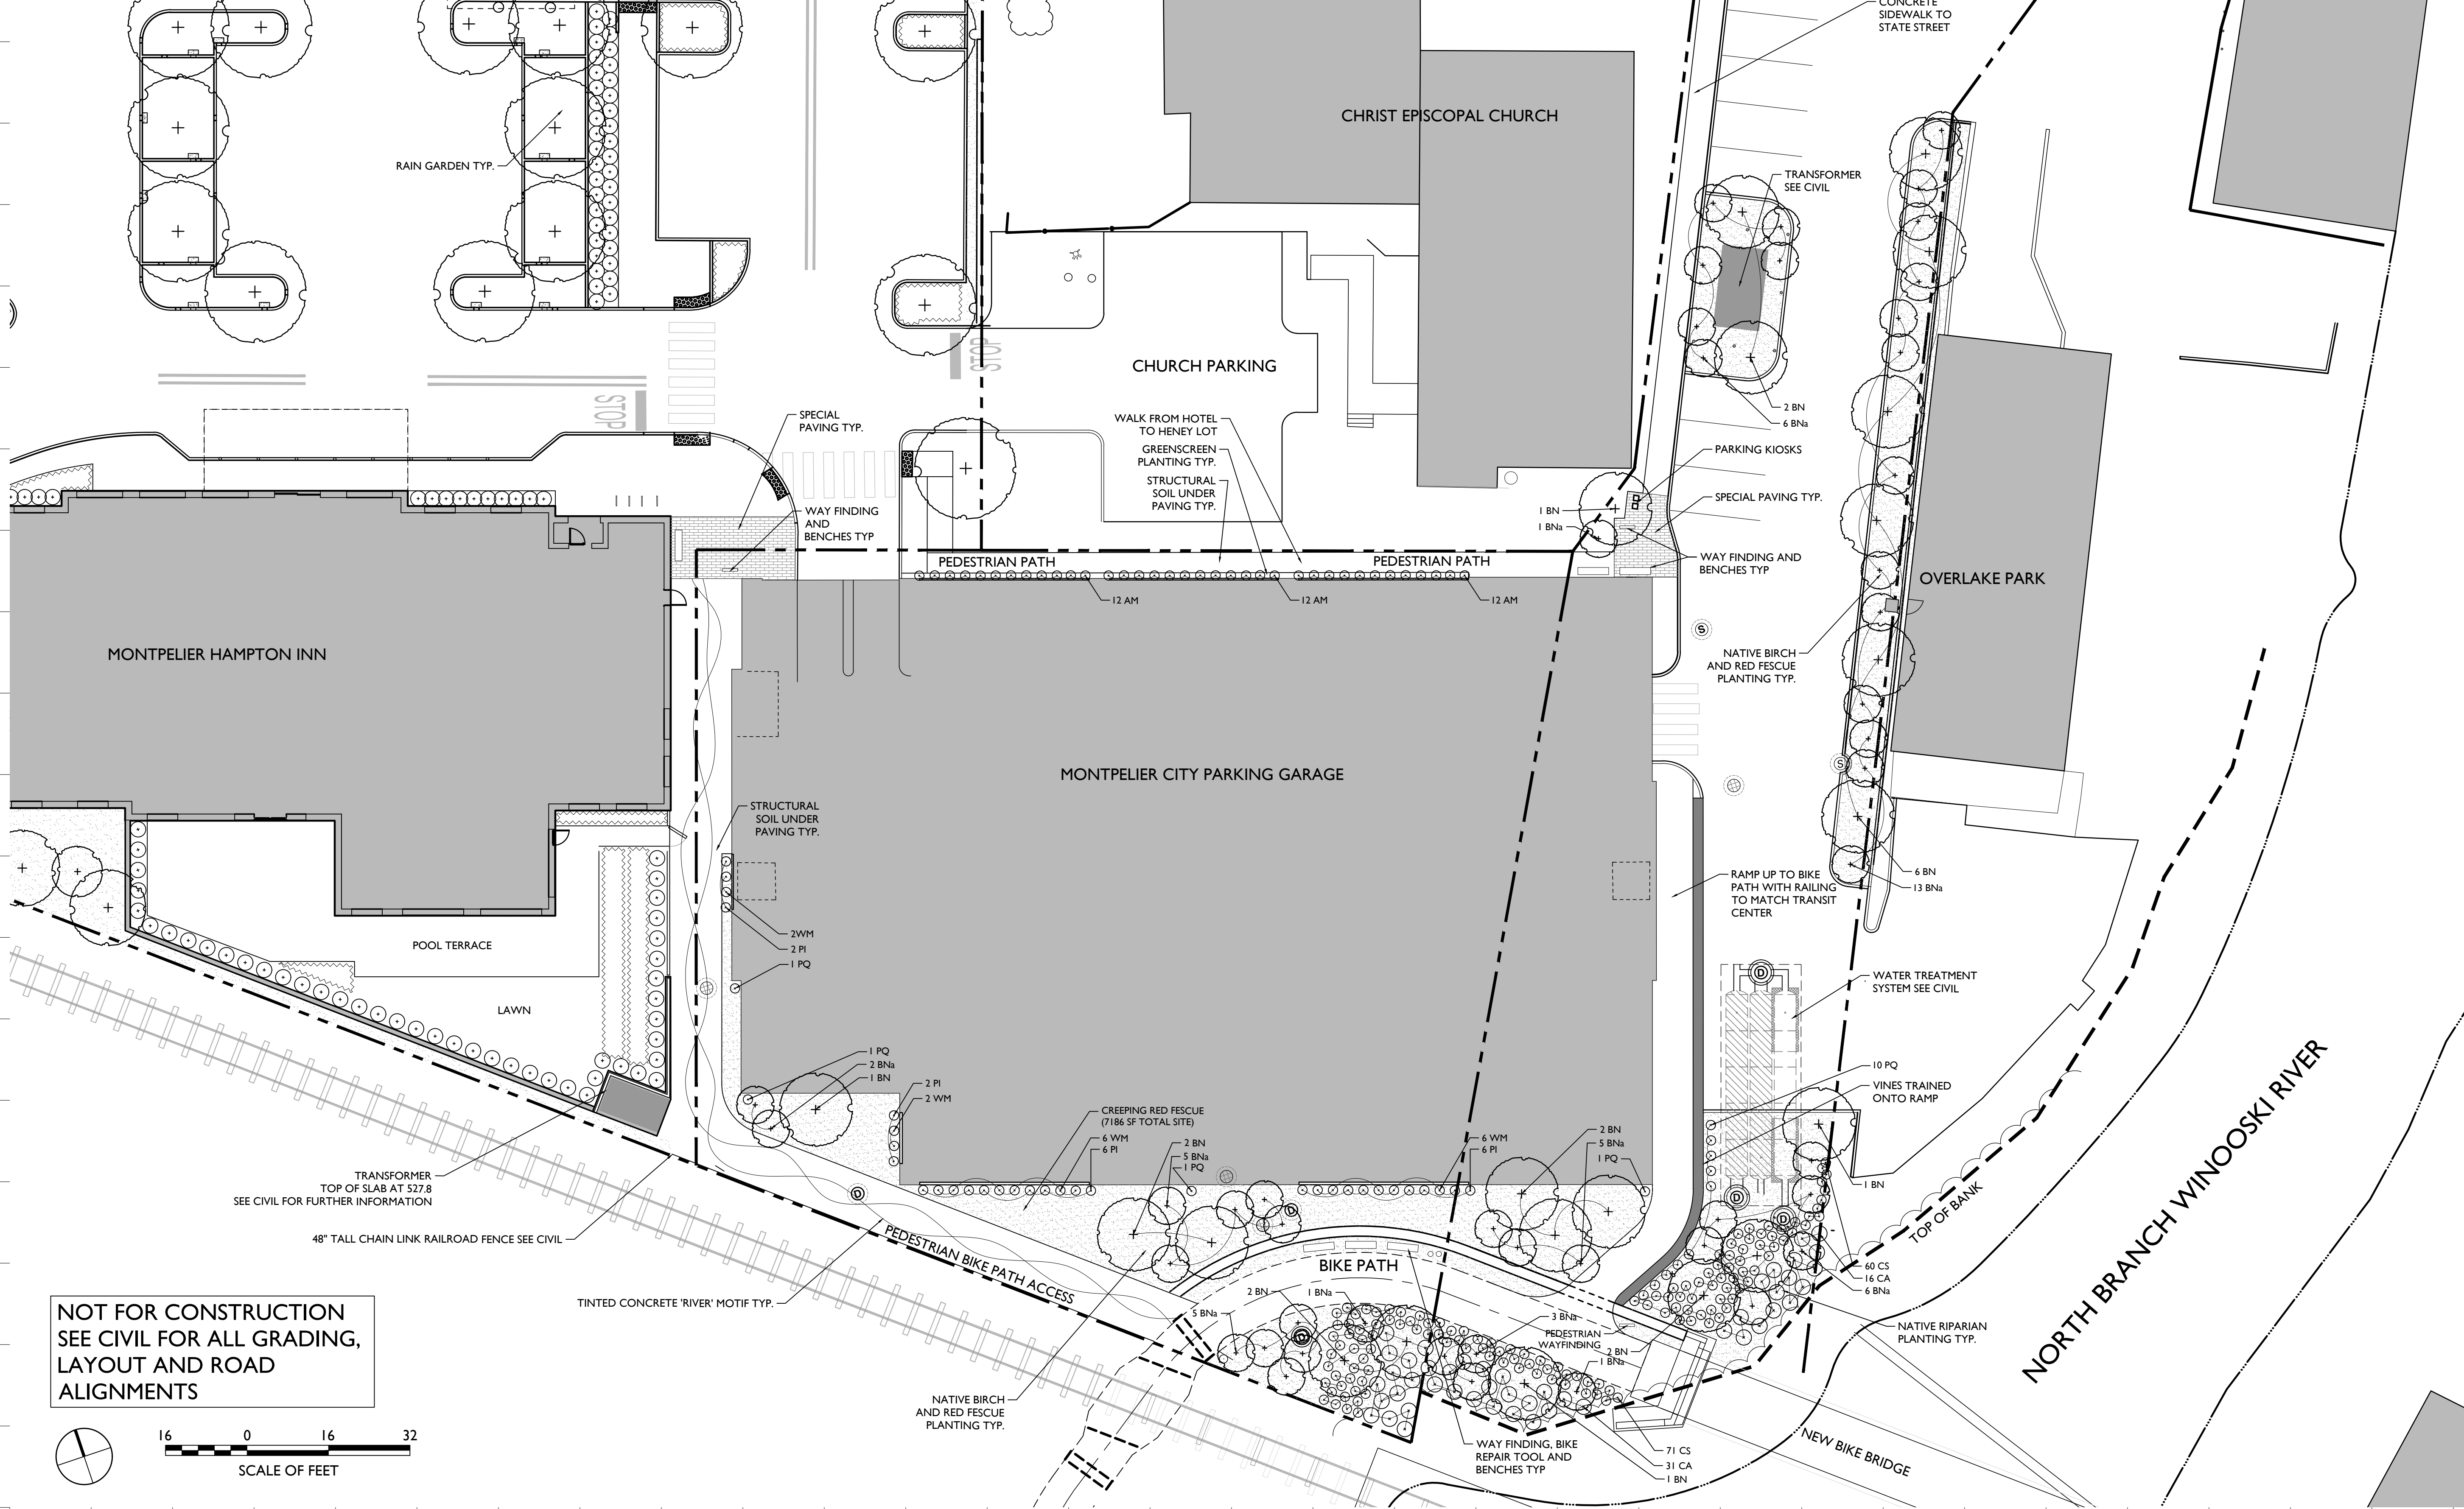 CONCRETE
SIDEWALK TO
STATE STREET
CHRIST EPISCOPAL CHURCH
RAIN GARDEN TYP.
TRANSFORMER
SEE CIVIL
STOP
STOP
CHURCH PARKING
2 BN
6 BNa
SPECIAL
PAVING TYP.
WALK FROM HOTEL
TO HENEY LOT
GREENSCREEN
PLANTING TYP.
STRUCTURAL
SOIL UNDER
PAVING TYP.
PARKING KIOSKS
SPECIAL PAVING TYP.
1 BN
1 BNa
WAY FINDING
AND
BENCHES TYP
WAY FINDING AND
BENCHES TYP
PEDESTRIAN PATH
PEDESTRIAN PATH
12 AM
12 AM
12 AM
OVERLAKE PARK
S
MONTPELIER HAMPTON INN
NATIVE BIRCH
AND RED FESCUE
PLANTING TYP.
MONTPELIER CITY PARKING GARAGE
S
STRUCTURAL
SOIL UNDER
PAVING TYP.
6 BN
13 BNa
RAMP UP TO BIKE
PATH WITH RAILING
TO MATCH TRANSIT
CENTER
2WM
2 PI
1 PQ
POOL TERRACE
LAWN
D
WATER TREATMENT
SYSTEM SEE CIVIL
1 PQ
2 BNa
1 BN
2 PI
2 WM
10 PQ
VINES TRAINED
ONTO RAMP
CREEPING RED FESCUE
(7186 SF TOTAL SITE)
6 WM
6 PI
2 BN
5 BNa
1 PQ
6 WM
6 PI
2 BN
5 BNa
1 PQ
1 BN
TRANSFORMER
TOP OF SLAB AT 527.8
SEE CIVIL FOR FURTHER INFORMATION
D
D
D
D
TOP OF BANK
NORTH BRANCH WINOOSKI RIVER
48" TALL CHAIN LINK RAILROAD FENCE SEE CIVIL
PEDESTRIAN BIKE PATH ACCESS
BIKE PATH
60 CS
16 CA
6 BNa
TINTED CONCRETE 'RIVER' MOTIF TYP.
2 BN
1 BNa
5 BNa
D
3 BNa
PEDESTRIAN
WAYFINDING
2 BN
1 BNa
NATIVE RIPARIAN
PLANTING TYP.
NOT FOR CONSTRUCTION
SEE CIVIL FOR ALL GRADING,
LAYOUT AND ROAD
ALIGNMENTS
NATIVE BIRCH
AND RED FESCUE
PLANTING TYP.
WAY FINDING, BIKE
REPAIR TOOL AND
BENCHES TYP
71 CS
31 CA
1 BN
NEW BIKE BRIDGE
16 0 16 32
SCALE OF FEET